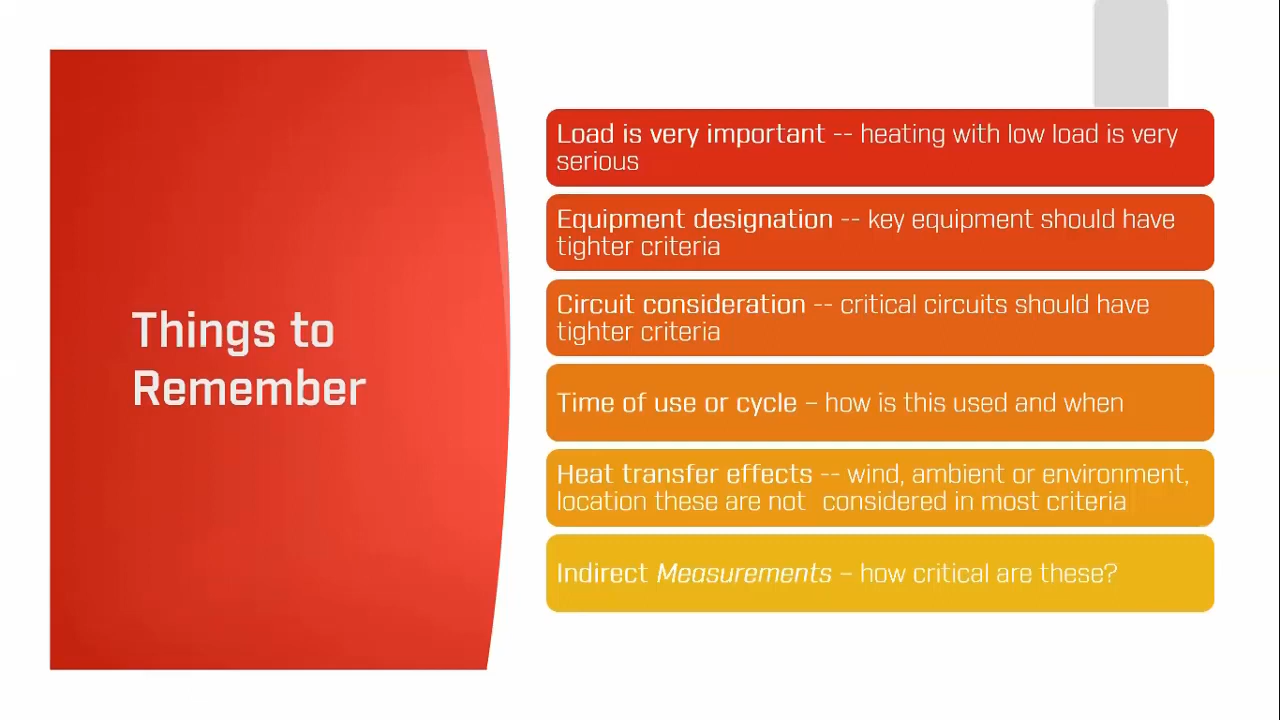 Things to
Remember
Load is very important -- heating with low load is very
serious
Equipment designation -- key equipment should have
tighter criteria
Circuit consideration -- critical circuits should have
tighter criteria
Time of use or cycle – how is this used and when
Heat transfer effects -- wind, ambient or environment,
location these are not  considered in most criteria
Indirect Measurements – how critical are these?